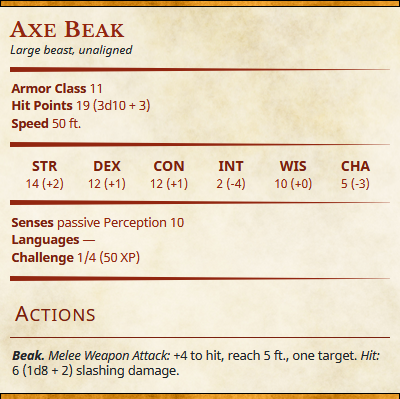 AXE BEAK
Large beast, unaligned
Armor Class 11
Hit Points 19 (3d10 + 3)
Speed 50 ft.
STR DEX CON INT WIS CHA
14 (+2) 12 (+1) 12 (+1) 2 (-4) 10 (+0) 5 (-3)
Senses passive Perception 10
Languages —
Challenge 1/4 (50 XP)
ACTIONS
Beak. Melee Weapon Attack: +4 to hit, reach 5 ft., one target. Hit:
6 (1d8 + 2) slashing damage.